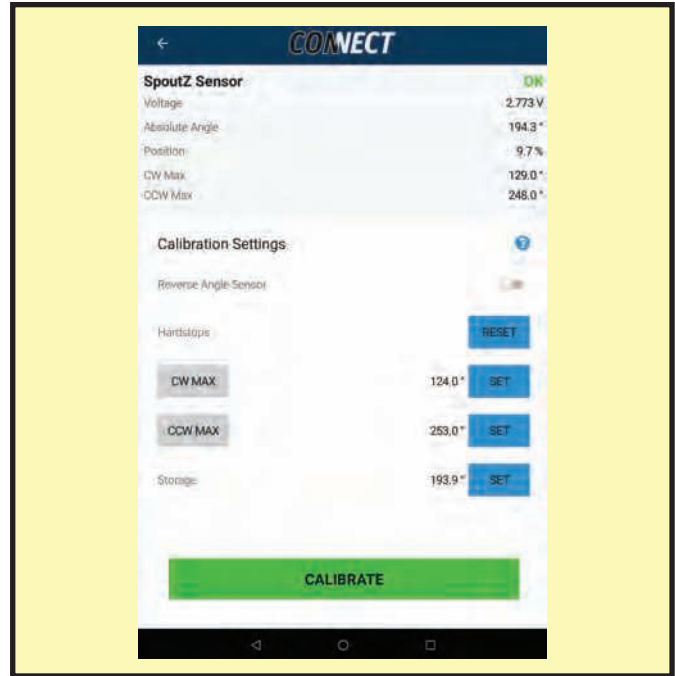 CONNECT
SpoutZ Sensor OK
Voltage 2.773 V
Absolute Angle 194.3 °
Position 9.7 %
CW Max 129.0 °
CCW Max 248.0 °
Calibration Settings
Reverse Angle Sensor
Hardstops RESET
CW MAX 124.0 ° SET
CCW MAX 253.0 ° SET
Storage 193.9 ° SET
CALIBRATE